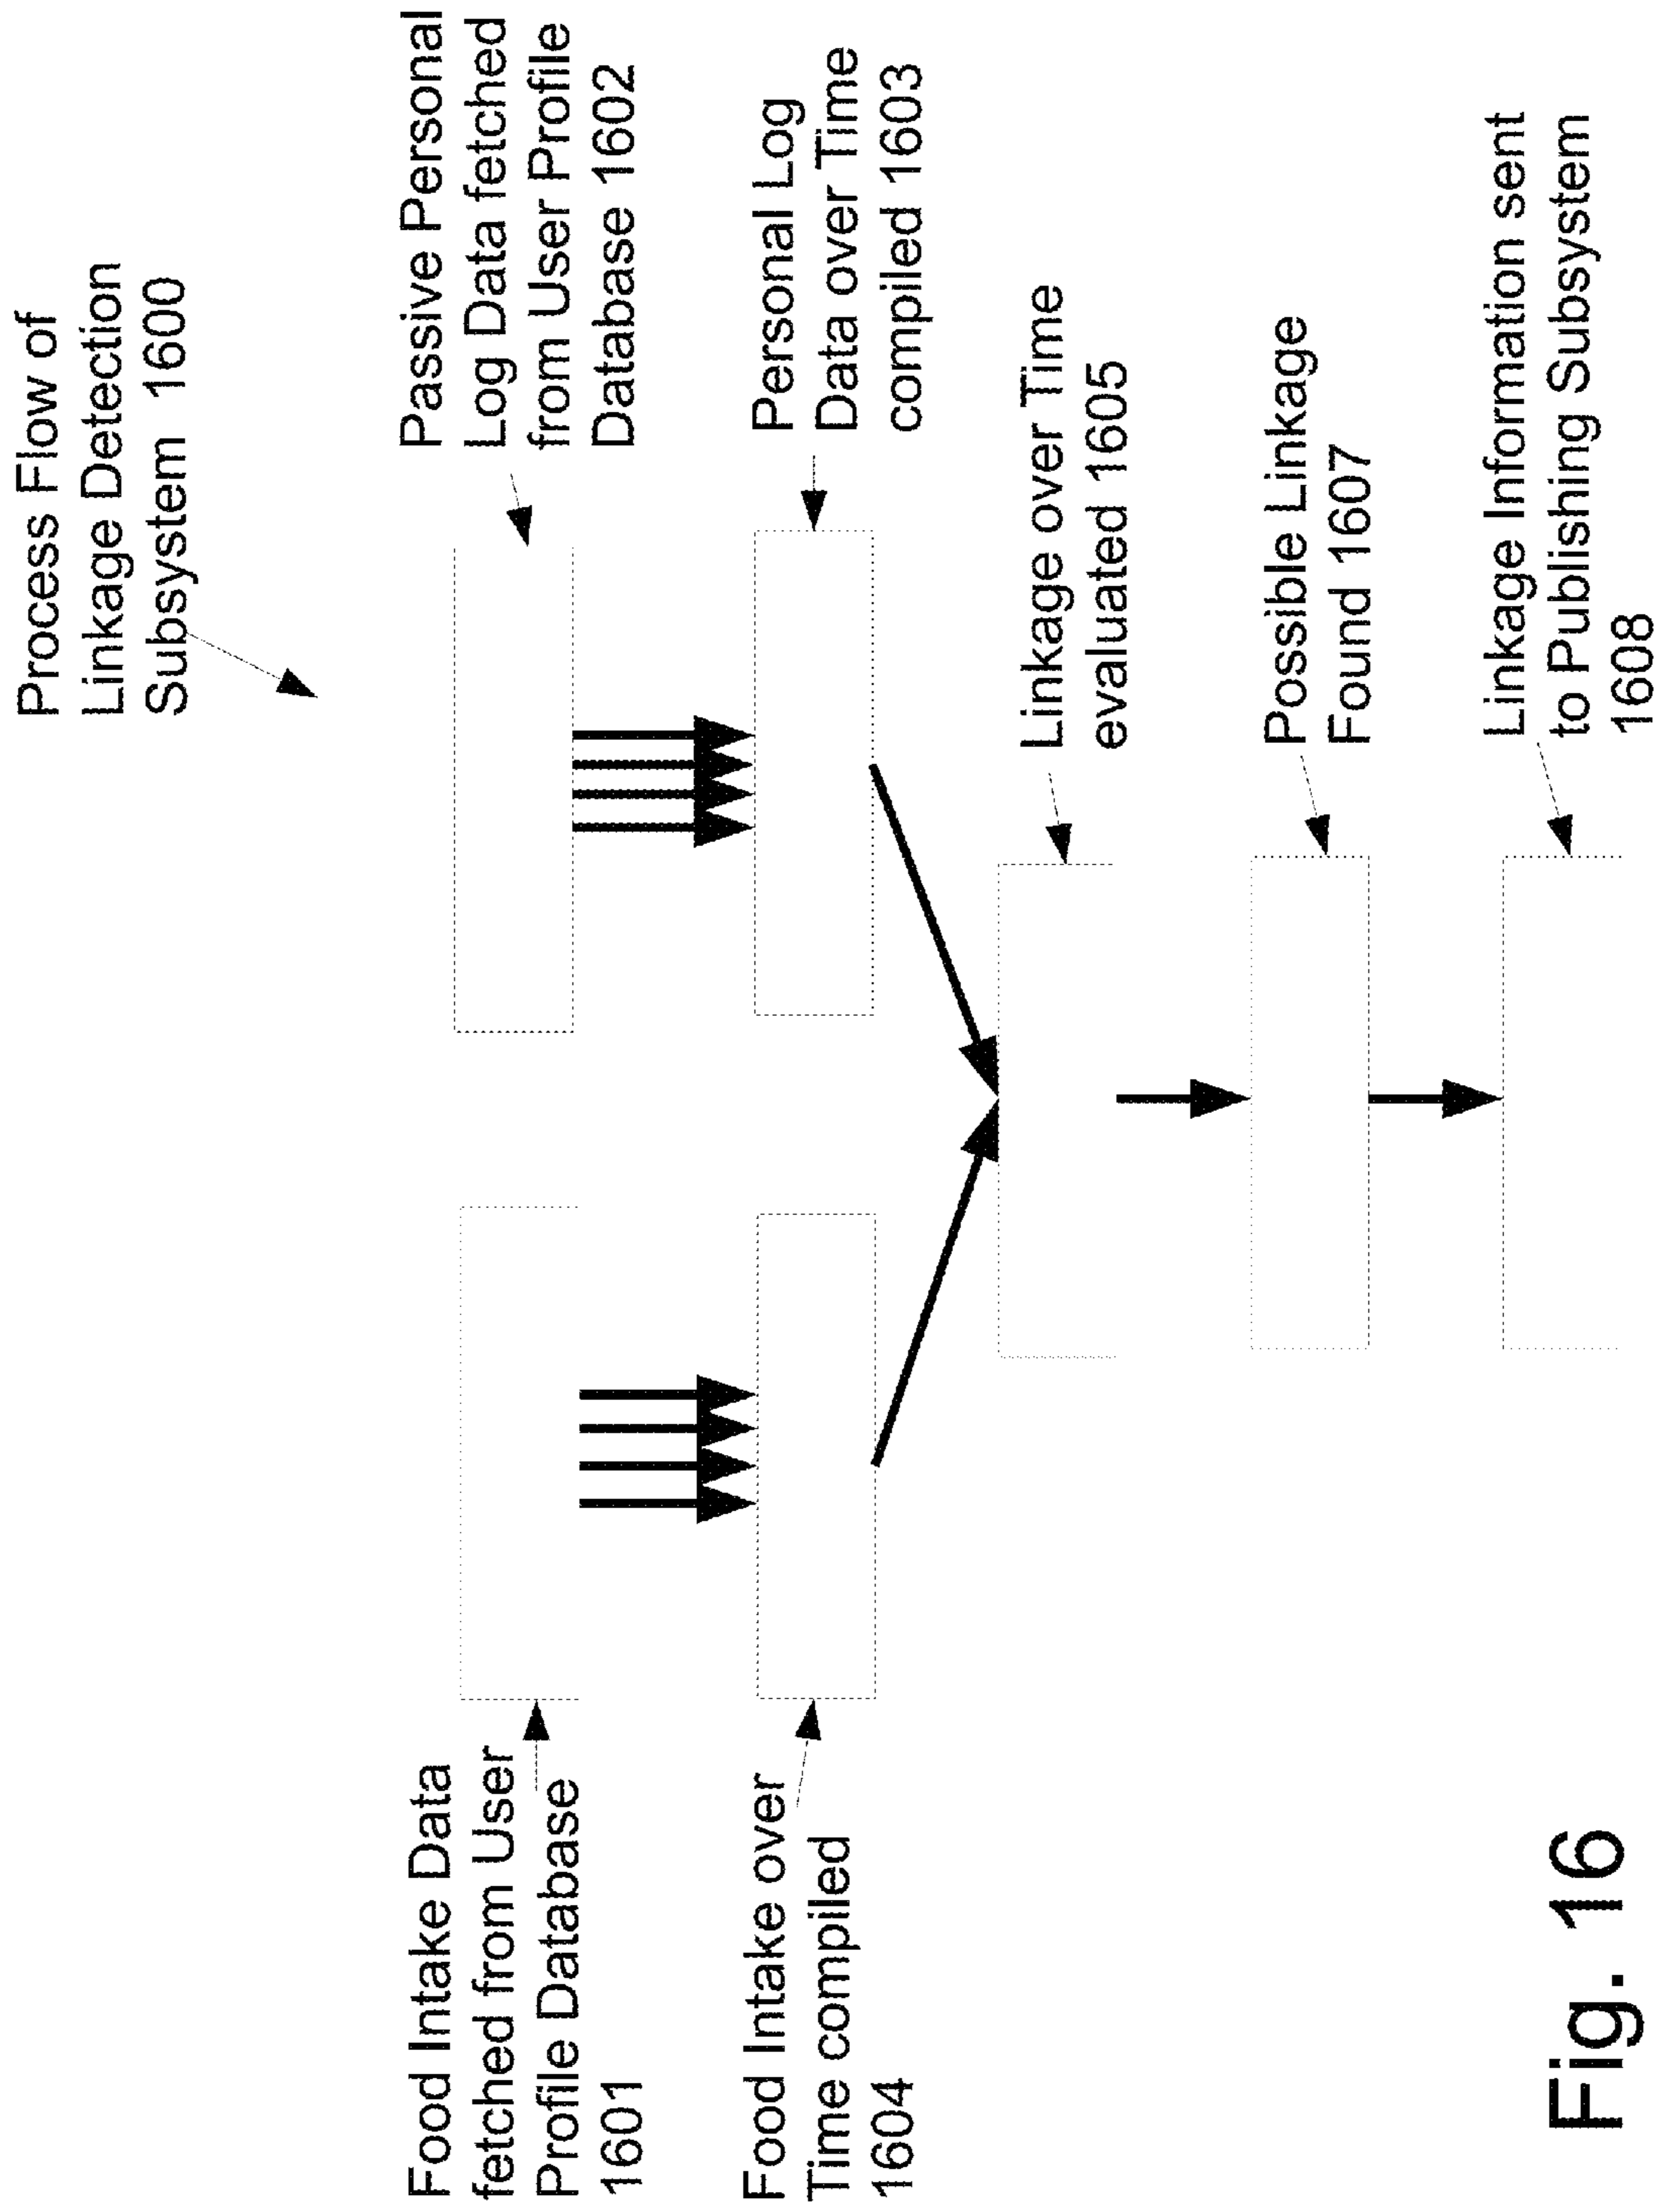 Process Flow of
Linkage Detection
Subsystem 1600
Food Intake Data
fetched from User
Profile Database
1601
Passive Personal
Log Data fetched
from User Profile
Database 1602
Food Intake over
Time compiled
1604
Personal Log
Data over Time
compiled 1603
Linkage over Time
evaluated 1605
Possible Linkage
Found 1607
Linkage Information sent
to Publishing Subsystem
1608
Fig. 16